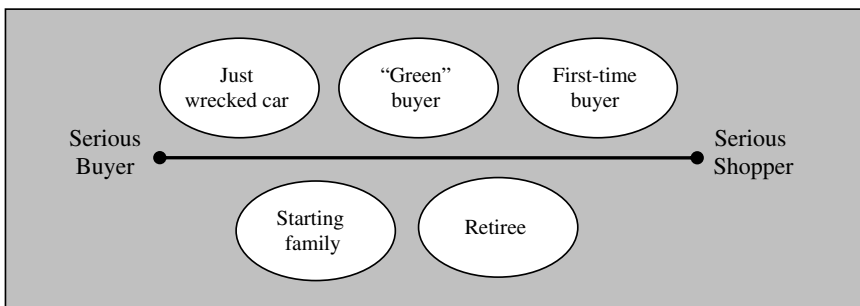 Just
wrecked car
“Green”
buyer
First-time
buyer
Serious
Buyer
Serious
Shopper
Starting
family
Retiree